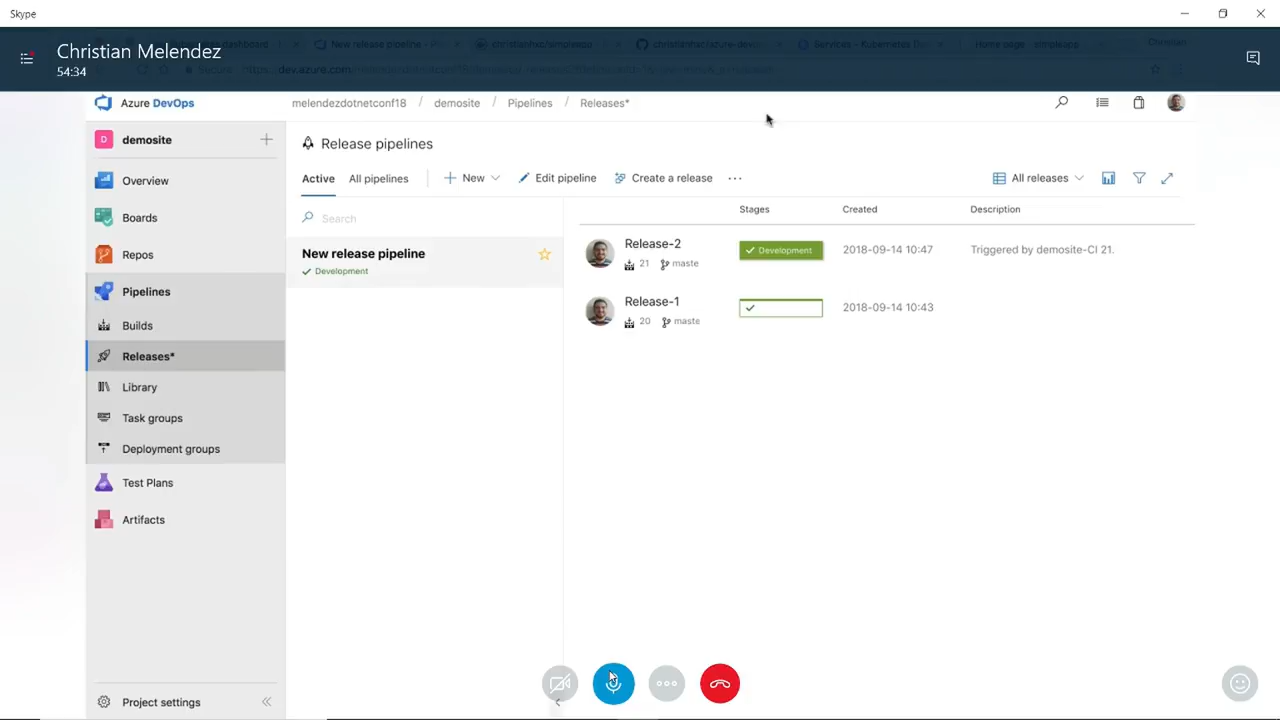 Skype
Christian Melendez
54:34
Azure DevOps
melendezdotnetconf18 / demosite / Pipelines / Releases*
D demosite
Overview
Boards
Repos
Pipelines
Builds
Releases*
Library
Task groups
Deployment groups
Test Plans
Artifacts
Project settings
Release pipelines
Active All pipelines New Edit pipeline Create a release All releases
Search
New release pipeline
Development
Stages Created Description
Release-2
Development 2018-09-14 10:47 Triggered by demosite-CI 21.
21 maste
Release-1
2018-09-14 10:43
20 maste